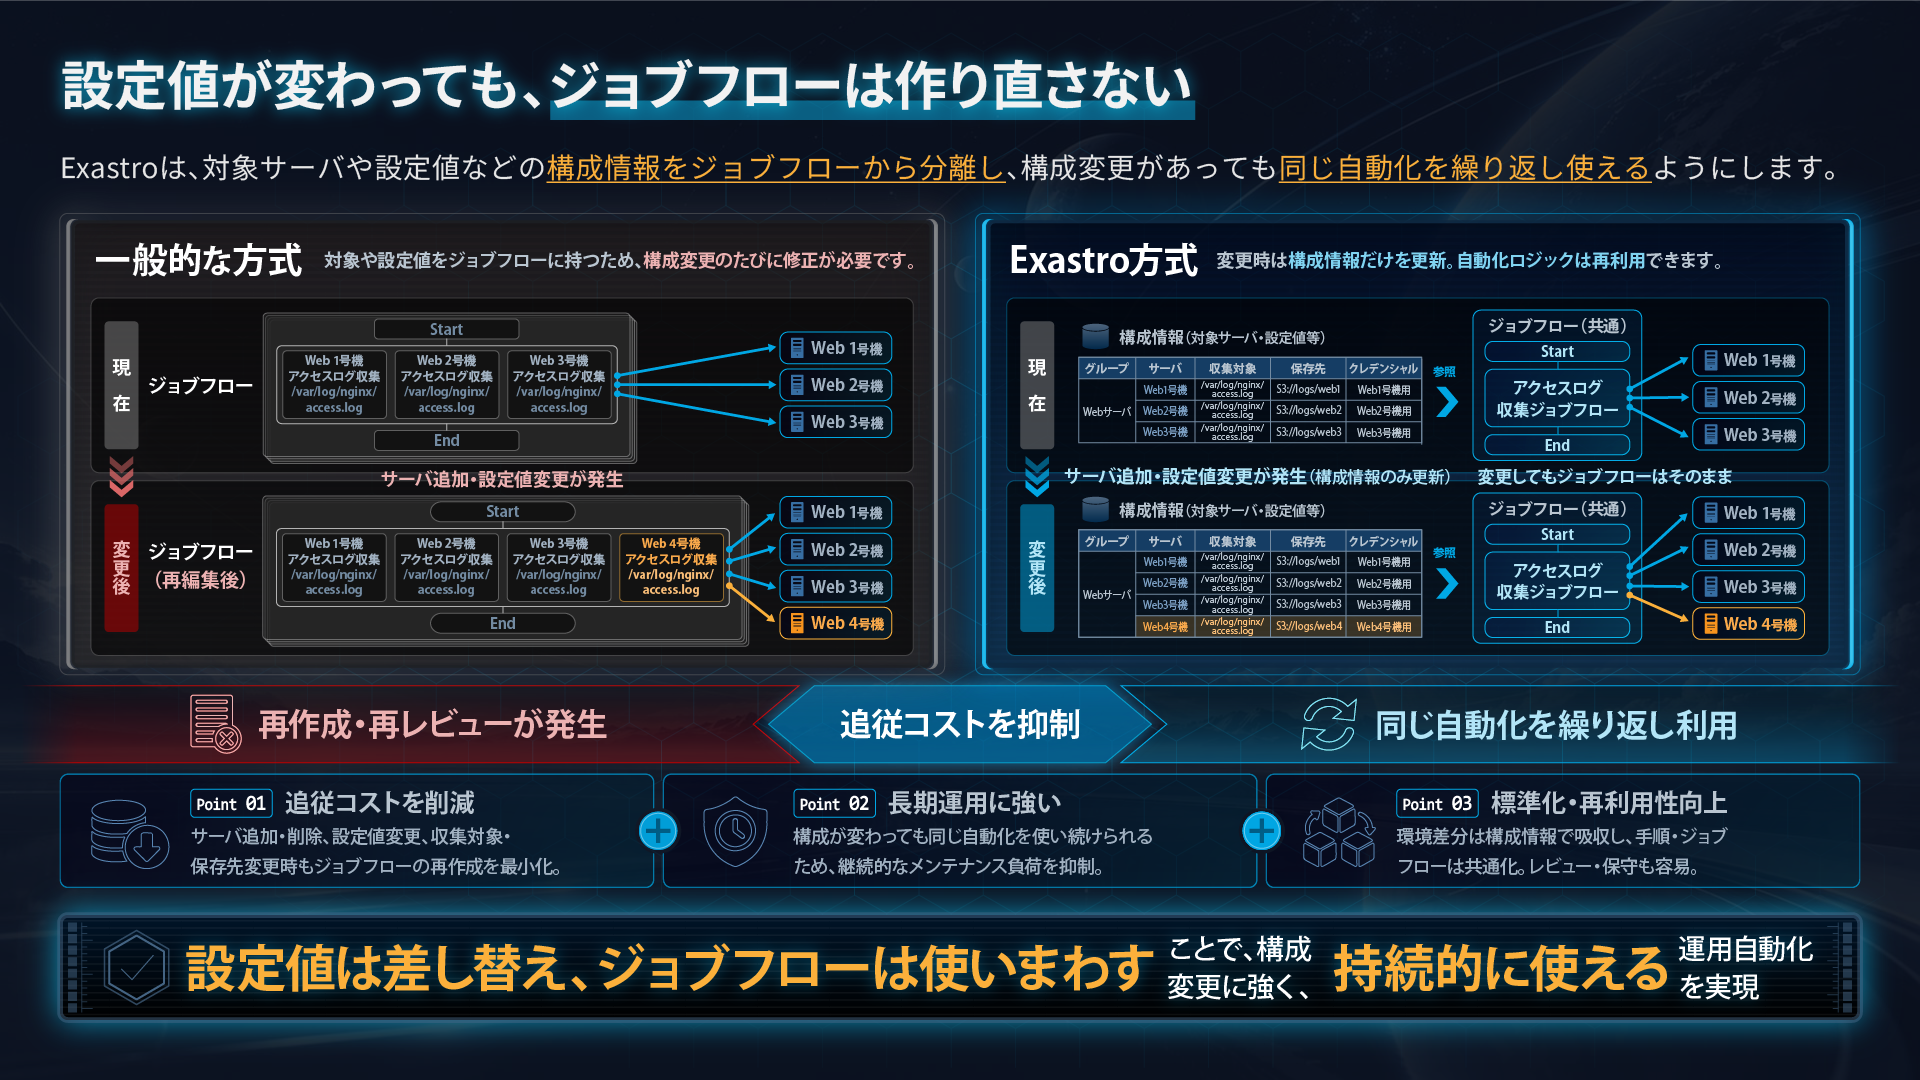 設定値が変わっても、ジョブフローは作り直さない
Exastroは、対象サーバや設定値などの構成情報をジョブフローから分離し、構成変更があっても同じ自動化を繰り返し使えるようにします。
一般的な方式 対象や設定値をジョブフローに持つため、構成変更のたびに修正が必要です。
現在
ジョブフロー
Start
Web 1号機
アクセスログ収集
/var/log/nginx/
access.log
Web 2号機
アクセスログ収集
/var/log/nginx/
access.log
Web 3号機
アクセスログ収集
/var/log/nginx/
access.log
End
Web 1号機
Web 2号機
Web 3号機
サーバ追加・設定値変更が発生
変更後
ジョブフロー
（再編集後）
Start
Web 1号機
アクセスログ収集
/var/log/nginx/
access.log
Web 2号機
アクセスログ収集
/var/log/nginx/
access.log
Web 3号機
アクセスログ収集
/var/log/nginx/
access.log
Web 4号機
アクセスログ収集
/var/log/nginx/
access.log
End
Web 1号機
Web 2号機
Web 3号機
Web 4号機
Exastro方式 変更時は構成情報だけを更新。自動化ロジックは再利用できます。
現在
構成情報（対象サーバ・設定値等）
グループ サーバ 収集対象 保存先 クレデンシャル
Webサーバ
Web1号機 /var/log/nginx/access.log S3://logs/web1 Web1号機用
Web2号機 /var/log/nginx/access.log S3://logs/web2 Web2号機用
Web3号機 /var/log/nginx/access.log S3://logs/web3 Web3号機用
参照
ジョブフロー（共通）
Start
アクセスログ
収集ジョブフロー
End
Web 1号機
Web 2号機
Web 3号機
サーバ追加・設定値変更が発生（構成情報のみ更新） 変更してもジョブフローはそのまま
変更後
構成情報（対象サーバ・設定値等）
グループ サーバ 収集対象 保存先 クレデンシャル
Webサーバ
Web1号機 /var/log/nginx/access.log S3://logs/web1 Web1号機用
Web2号機 /var/log/nginx/access.log S3://logs/web2 Web2号機用
Web3号機 /var/log/nginx/access.log S3://logs/web3 Web3号機用
Web4号機 /var/log/nginx/access.log S3://logs/web4 Web4号機用
参照
ジョブフロー（共通）
Start
アクセスログ
収集ジョブフロー
End
Web 1号機
Web 2号機
Web 3号機
Web 4号機
再作成・再レビューが発生
追従コストを抑制
同じ自動化を繰り返し利用
Point 01 追従コストを削減
サーバ追加・削除、設定値変更、収集対象・
保存先変更時もジョブフローの再作成を最小化。
Point 02 長期運用に強い
構成が変わっても同じ自動化を使い続けられる
ため、継続的なメンテナンス負荷を抑制。
Point 03 標準化・再利用性向上
環境差分は構成情報で吸収し、手順・ジョブ
フローは共通化。レビュー・保守も容易。
設定値は差し替え、ジョブフローは使いまわす
ことで、構成
変更に強く、
持続的に使える
運用自動化
を実現